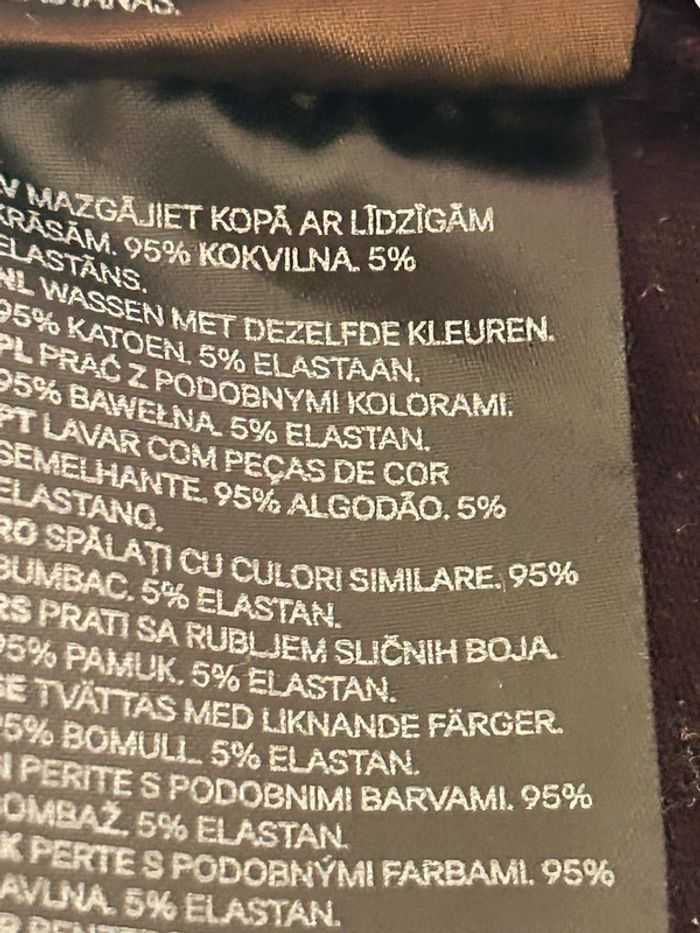 MAZGĀJIET KOPĀ AR LĪDZĪGĀM
KRĀSĀM. 95% KOKVILNA. 5%
ELASTĀNS.
NL WASSEN MET DEZELFDE KLEUREN.
95% KATOEN. 5% ELASTAAN.
PL PRAĆ Z PODOBNYMI KOLORAMI.
95% BAWEŁNA. 5% ELASTAN.
PT LAVAR COM PEÇAS DE COR
SEMELHANTE. 95% ALGODÃO. 5%
ELASTANO.
RO SPĂLAȚI CU CULORI SIMILARE. 95%
BUMBAC. 5% ELASTAN.
RS PRATI SA RUBLJEM SLIČNIH BOJA.
95% PAMUK. 5% ELASTAN.
SE TVÄTTAS MED LIKNANDE FÄRGER.
95% BOMULL. 5% ELASTAN.
PERITE S PODOBNIMI BARVAMI. 95%
BOMBAŽ. 5% ELASTAN.
PERTE S PODOBNÝMI FARBAMI. 95%
BAVLNA. 5% ELASTAN.